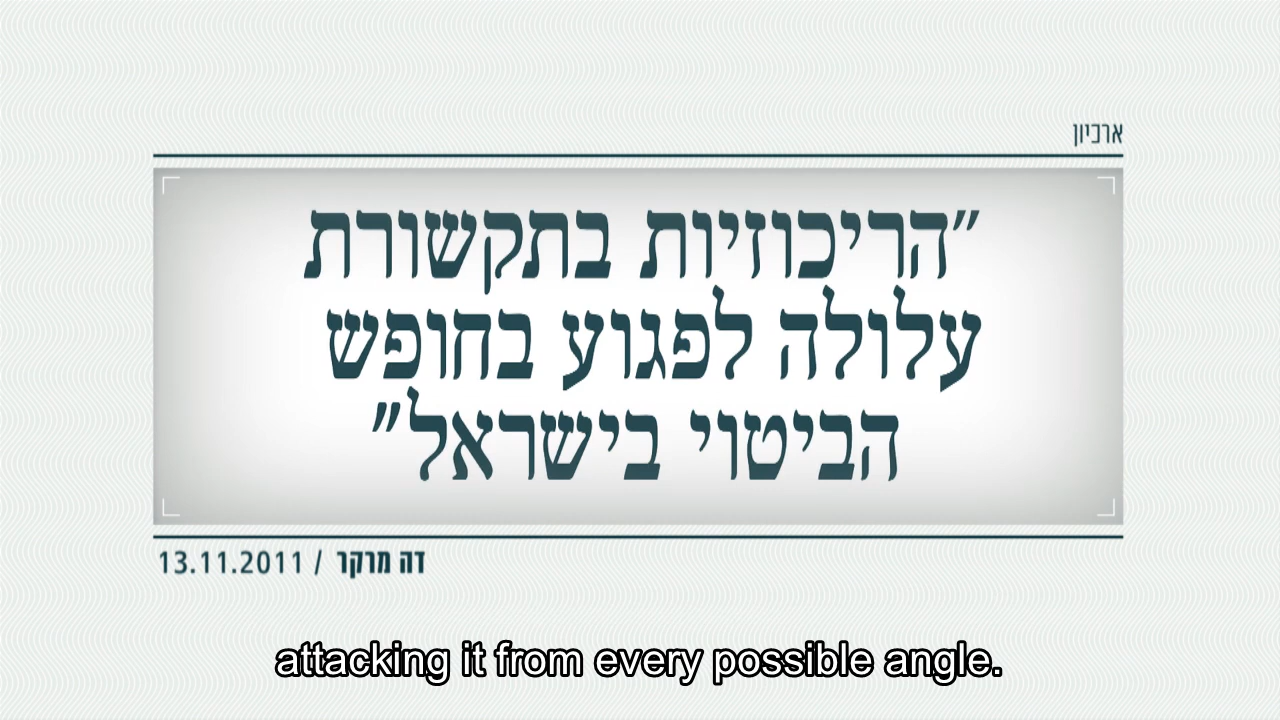 ארכיון
"הריכוזיות בתקשורת
עלולה לפגוע בחופש
הביטוי בישראל"
דה מרקר / 13.11.2011
attacking it from every possible angle.